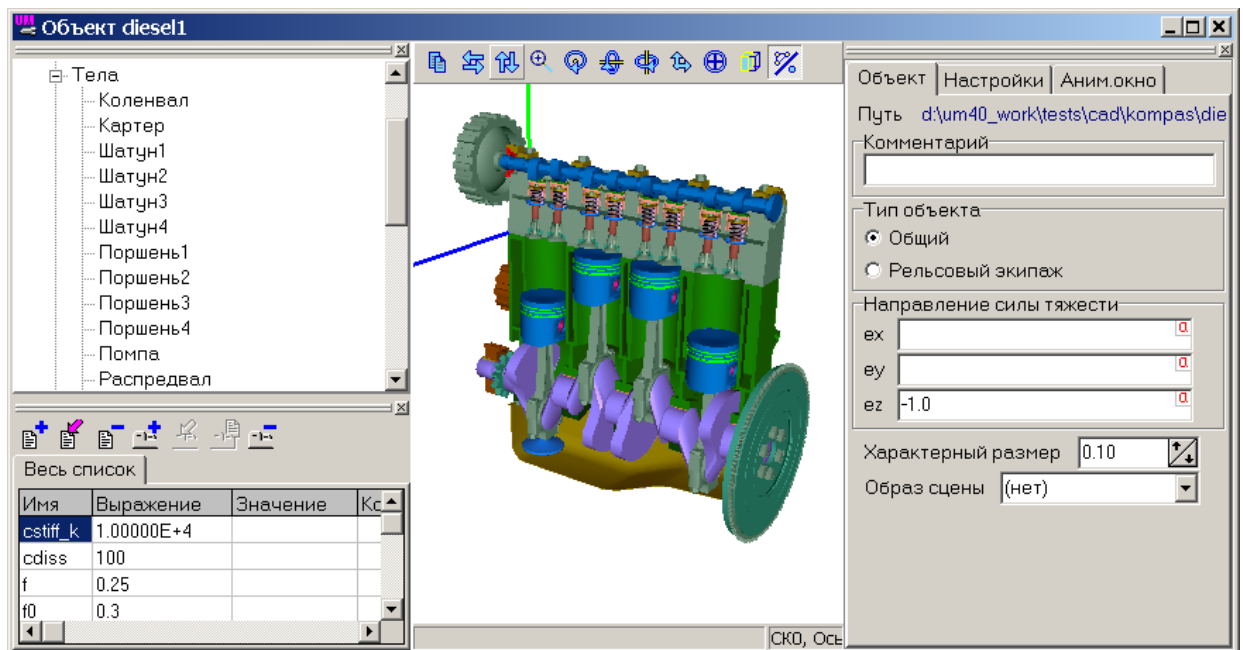 UM Объект diesel1
Тела
Коленвал
Картер
Шатун1
Шатун2
Шатун3
Шатун4
Поршень1
Поршень2
Поршень3
Поршень4
Помпа
Распредвал
Весь список
Имя Выражение Значение Ко
cstiff_k 1.00000E+4
cdiss 100
f 0.25
f0 0.3
СК0, Ось
Объект Настройки Аним.окно
Путь d:\um40_work\tests\cad\kompas\die
Комментарий
Тип объекта
Общий
Рельсовый экипаж
Направление силы тяжести
ex
ey
ez -1.0
Характерный размер 0.10
Образ сцены (нет)